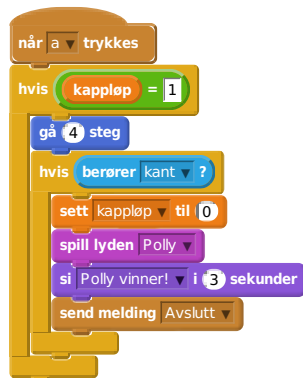 når a trykkes
hvis kappløp = 1
gå 4 steg
hvis berører kant ?
sett kappløp til 0
spill lyden Polly
si Polly vinner! i 3 sekunder
send melding Avslutt